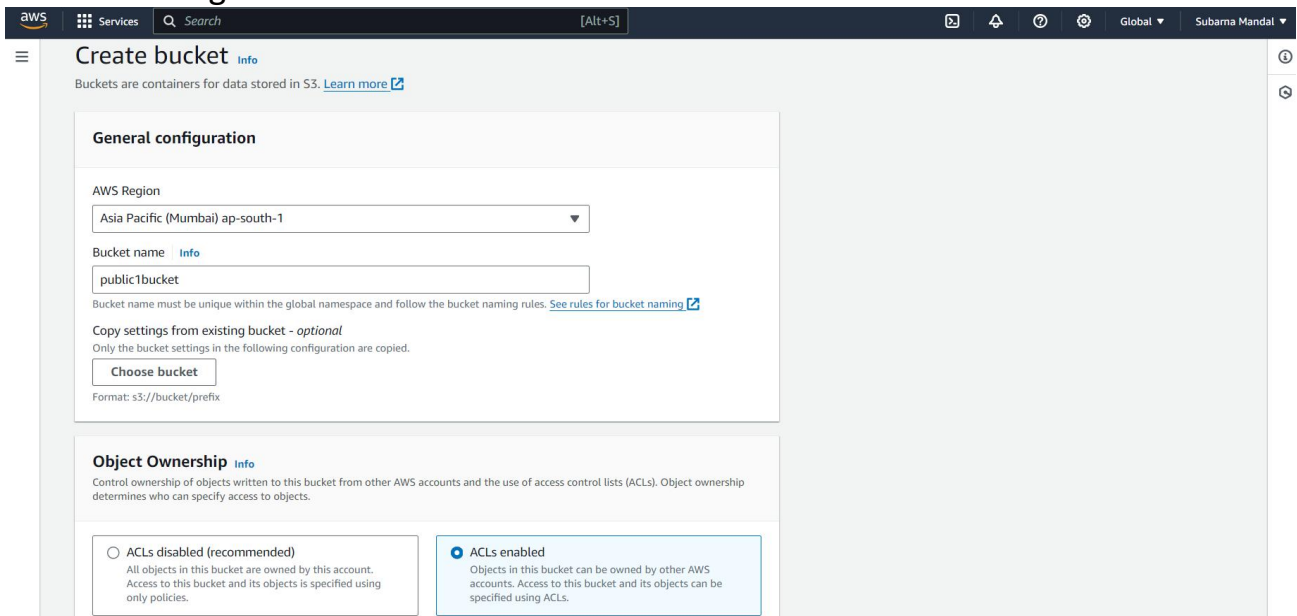 aws
Services
Search
[Alt+S]
Global
Subarna Mandal
Create bucket Info
Buckets are containers for data stored in S3. Learn more
General configuration
AWS Region
Asia Pacific (Mumbai) ap-south-1
Bucket name Info
public1bucket
Bucket name must be unique within the global namespace and follow the bucket naming rules. See rules for bucket naming
Copy settings from existing bucket - optional
Only the bucket settings in the following configuration are copied.
Choose bucket
Format: s3://bucket/prefix
Object Ownership Info
Control ownership of objects written to this bucket from other AWS accounts and the use of access control lists (ACLs). Object ownership
determines who can specify access to objects.
ACLs disabled (recommended)
All objects in this bucket are owned by this account.
Access to this bucket and its objects is specified using
only policies.
ACLs enabled
Objects in this bucket can be owned by other AWS
accounts. Access to this bucket and its objects can be
specified using ACLs.